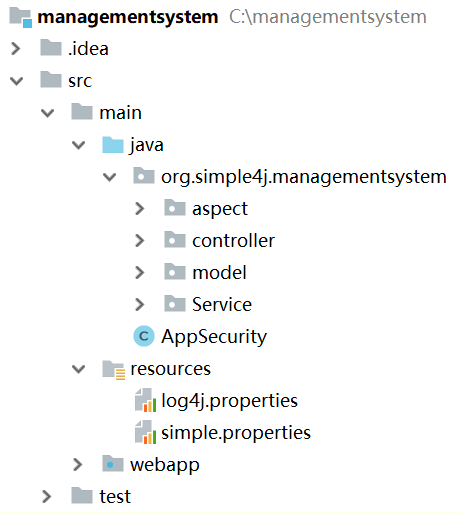 managementsystem C:\managementsystem
.idea
src
main
java
org.simple4j.managementsystem
aspect
controller
model
Service
C AppSecurity
resources
log4j.properties
simple.properties
webapp
test